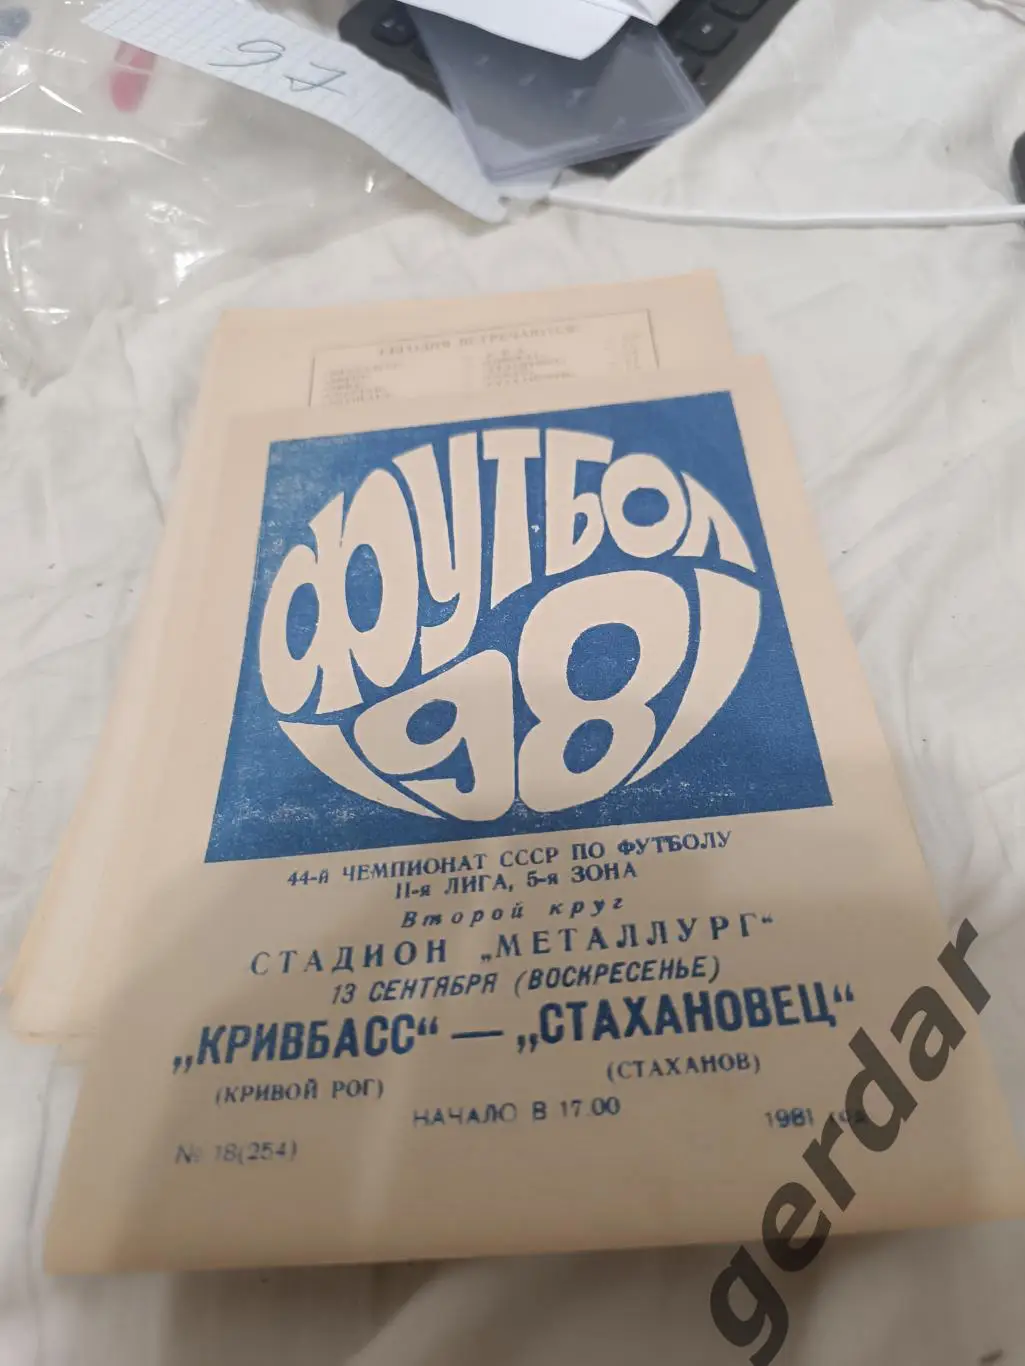 97
ФУТБОЛ
1981
44-й ЧЕМПИОНАТ СССР ПО ФУТБОЛУ
II-я ЛИГА, 5-я ЗОНА
Второй круг
СТАДИОН „МЕТАЛЛУРГ“
13 СЕНТЯБРЯ (ВОСКРЕСЕНЬЕ)
„КРИВБАСС“ — „СТАХАНОВЕЦ“
(КРИВОЙ РОГ) (СТАХАНОВ)
НАЧАЛО В 17.00
№ 18(254) 1981
gerdar